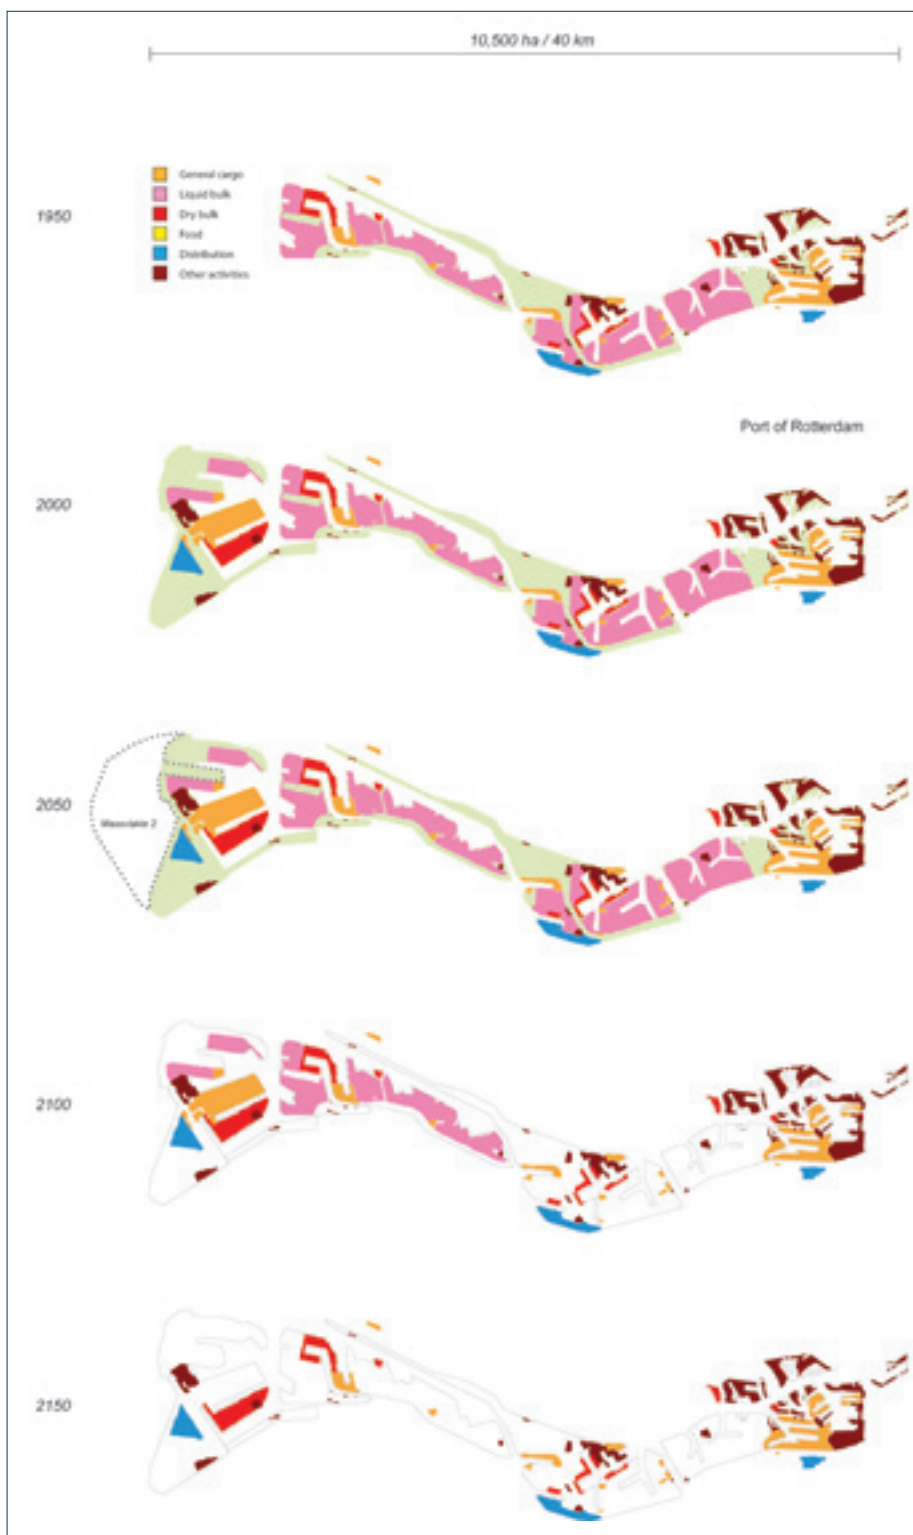 10,500 ha / 40 km
General cargo
Liquid bulk
Dry bulk
Food
Distribution
Other activities
1950
Port of Rotterdam
2000
2050
Maasvlakte 2
2100
2150